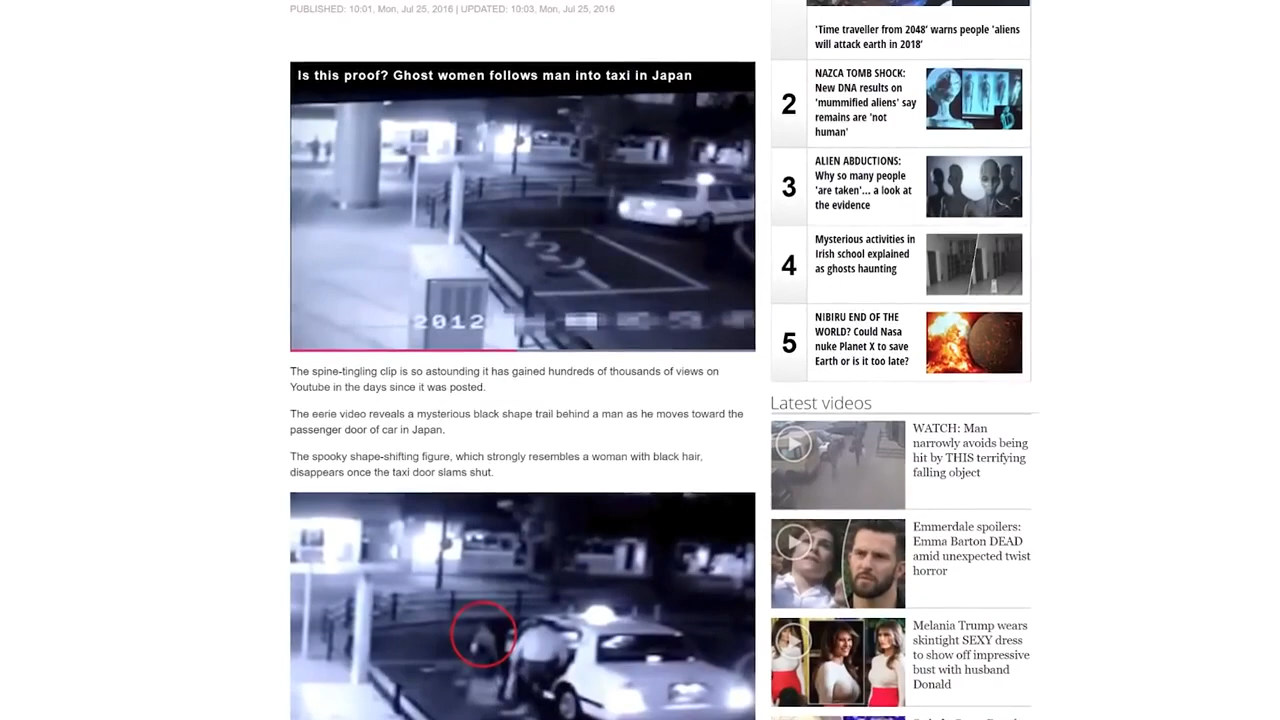 PUBLISHED: 10:01, Mon, Jul 25, 2016 | UPDATED: 10:03, Mon, Jul 25, 2016
Is this proof? Ghost women follows man into taxi in Japan
2012
The spine-tingling clip is so astounding it has gained hundreds of thousands of views on
Youtube in the days since it was posted.
The eerie video reveals a mysterious black shape trail behind a man as he moves toward the
passenger door of car in Japan.
The spooky shape-shifting figure, which strongly resembles a woman with black hair,
disappears once the taxi door slams shut.
'Time traveller from 2048' warns people 'aliens
will attack earth in 2018'
2
NAZCA TOMB SHOCK:
New DNA results on
'mummified aliens' say
remains are 'not
human'
3
ALIEN ABDUCTIONS:
Why so many people
'are taken'... a look at
the evidence
4
Mysterious activities in
Irish school explained
as ghosts haunting
5
NIBIRU END OF THE
WORLD? Could Nasa
nuke Planet X to save
Earth or is it too late?
Latest videos
WATCH: Man
narrowly avoids being
hit by THIS terrifying
falling object
Emmerdale spoilers:
Emma Barton DEAD
amid unexpected twist
horror
Melania Trump wears
skintight SEXY dress
to show off impressive
bust with husband
Donald